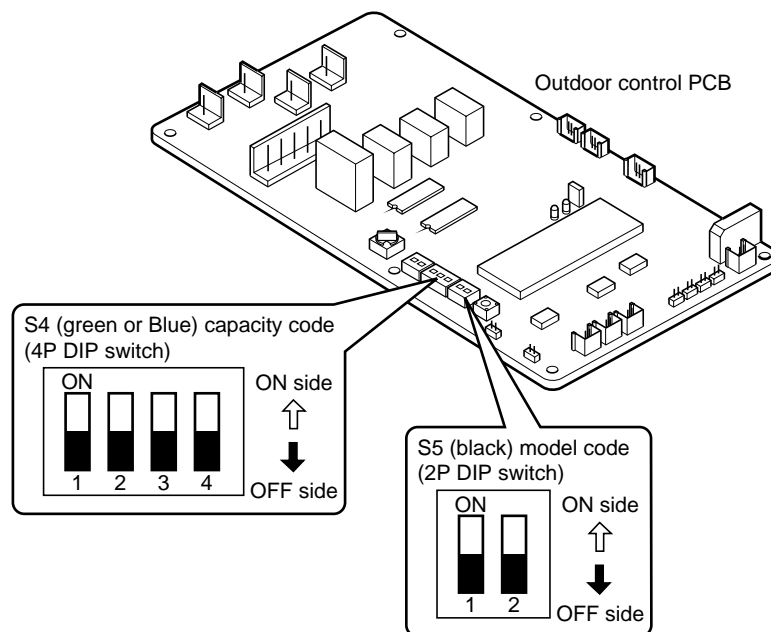 Outdoor control PCB
S4 (green or Blue) capacity code
(4P DIP switch)
ON
ON side
1 2 3 4
OFF side
S5 (black) model code
(2P DIP switch)
ON
ON side
1 2
OFF side